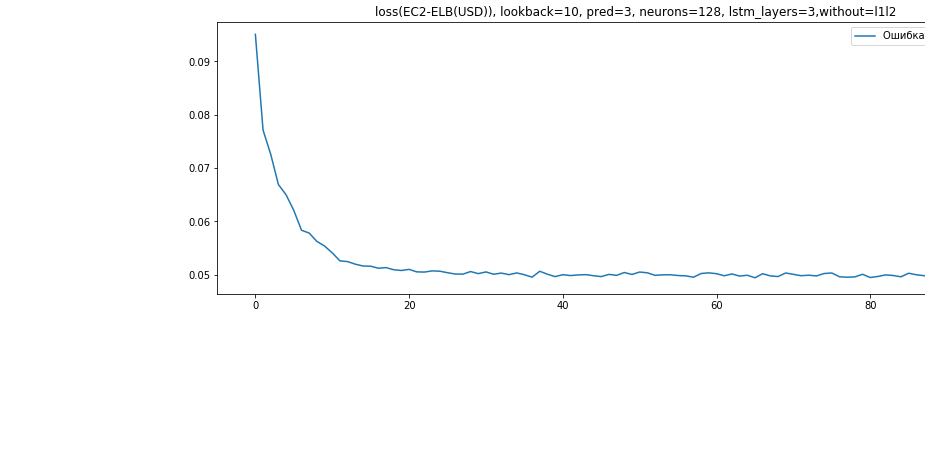 loss(EC2-ELB(USD)), lookback=10, pred=3, neurons=128, lstm_layers=3,without=l1l2
Ошибка
0.09
0.08
0.07
0.06
0.05
0 20 40 60 80